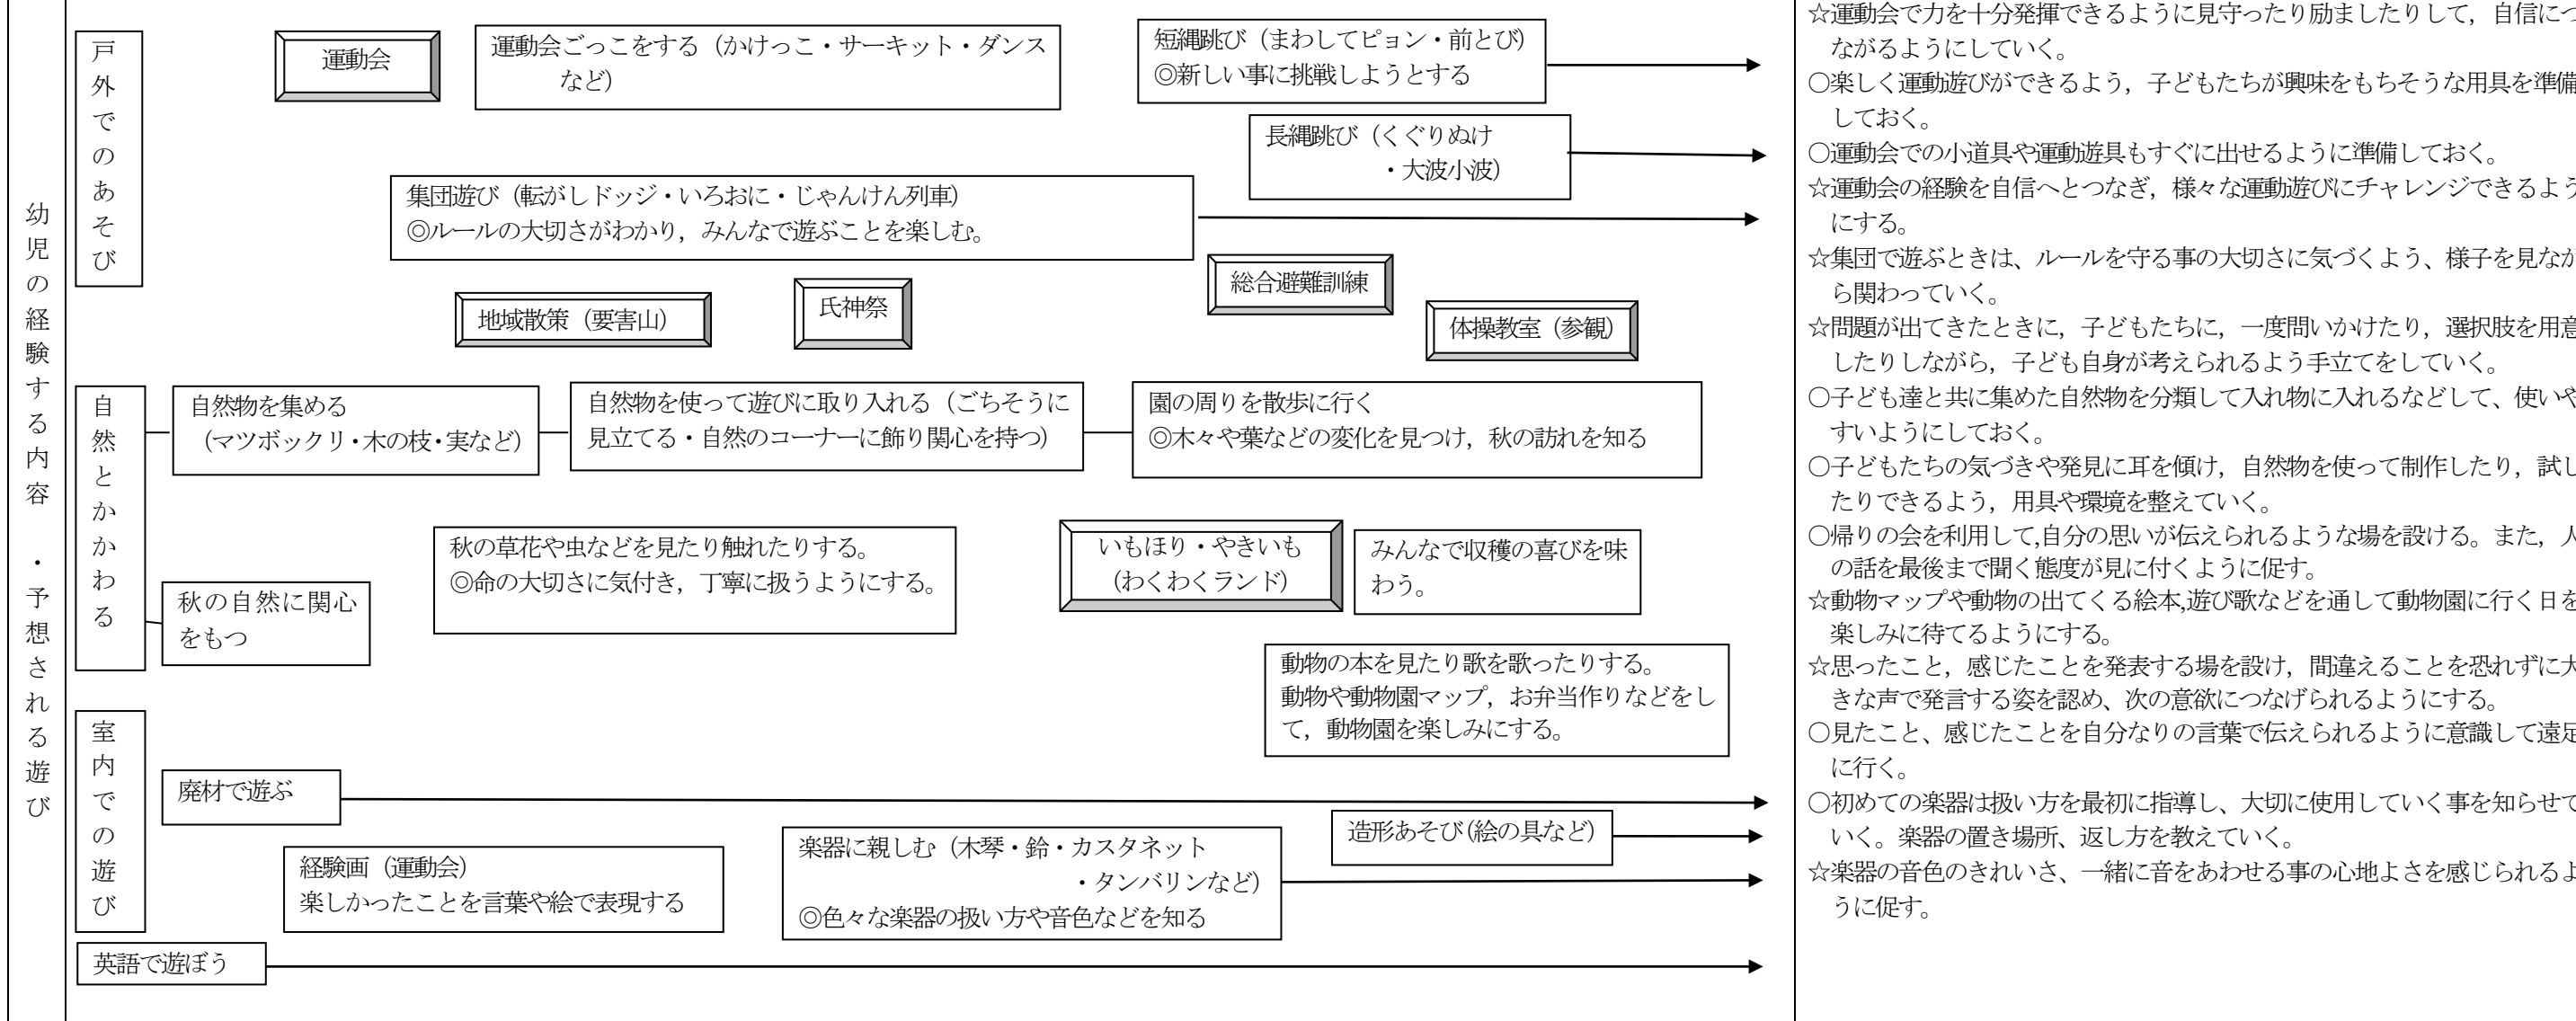 幼児の経験する内容　・予想される遊び
戸外でのあそび
運動会
運動会ごっこをする（かけっこ・サーキット・ダンス
など）
短縄跳び（まわしてピョン・前とび）
◎新しい事に挑戦しようとする
長縄跳び（くぐりぬけ
・大波小波）
集団遊び（転がしドッジ・いろおに・じゃんけん列車）
◎ルールの大切さがわかり，みんなで遊ぶことを楽しむ。
地域散策（要害山）
氏神祭
総合避難訓練
体操教室（参観）
自然とかかわる
自然物を集める
（マツボックリ・木の枝・実など）
自然物を使って遊びに取り入れる（ごちそうに
見立てる・自然のコーナーに飾り関心を持つ）
園の周りを散歩に行く
◎木々や葉などの変化を見つけ，秋の訪れを知る
秋の自然に関心
をもつ
秋の草花や虫などを見たり触れたりする。
◎命の大切さに気付き，丁寧に扱うようにする。
いもほり・やきいも
（わくわくランド）
みんなで収穫の喜びを味
わう。
動物の本を見たり歌を歌ったりする。
動物や動物園マップ，お弁当作りなどをし
て，動物園を楽しみにする。
室内での遊び
廃材で遊ぶ
経験画（運動会）
楽しかったことを言葉や絵で表現する
楽器に親しむ（木琴・鈴・カスタネット
・タンバリンなど）
◎色々な楽器の扱い方や音色などを知る
造形あそび（絵の具など）
英語で遊ぼう
☆運動会で力を十分発揮できるように見守ったり励ましたりして，自信につ
ながるようにしていく。
○楽しく運動遊びができるよう，子どもたちが興味をもちそうな用具を準備
しておく。
○運動会での小道具や運動遊具もすぐに出せるように準備しておく。
☆運動会の経験を自信へとつなぎ，様々な運動遊びにチャレンジできるよう
にする。
☆集団で遊ぶときは、ルールを守る事の大切さに気づくよう、様子を見なが
ら関わっていく。
☆問題が出てきたときに，子どもたちに，一度問いかけたり，選択肢を用意
したりしながら，子ども自身が考えられるよう手立てをしていく。
○子ども達と共に集めた自然物を分類して入れ物に入れるなどして、使いや
すいようにしておく。
○子どもたちの気づきや発見に耳を傾け，自然物を使って制作したり，試し
たりできるよう，用具や環境を整えていく。
○帰りの会を利用して,自分の思いが伝えられるような場を設ける。また，人
の話を最後まで聞く態度が見に付くように促す。
☆動物マップや動物の出てくる絵本,遊び歌などを通して動物園に行く日を
楽しみに待てるようにする。
☆思ったこと，感じたことを発表する場を設け，間違えることを恐れずに大
きな声で発言する姿を認め、次の意欲につなげられるようにする。
○見たこと、感じたことを自分なりの言葉で伝えられるように意識して遠足
に行く。
○初めての楽器は扱い方を最初に指導し、大切に使用していく事を知らせて
いく。楽器の置き場所、返し方を教えていく。
☆楽器の音色のきれいさ、一緒に音をあわせる事の心地よさを感じられるよ
うに促す。